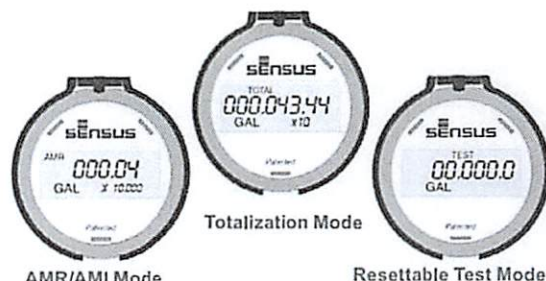 SENSUS
TOTAL
000.043.44
GAL x10
Patented
Totalization Mode
SENSUS
AMR
000.04
GAL X 10.000
Patented
AMR/AMI Mode
SENSUS
TEST
00.000.0
GAL
Patented
Resettable Test Mode